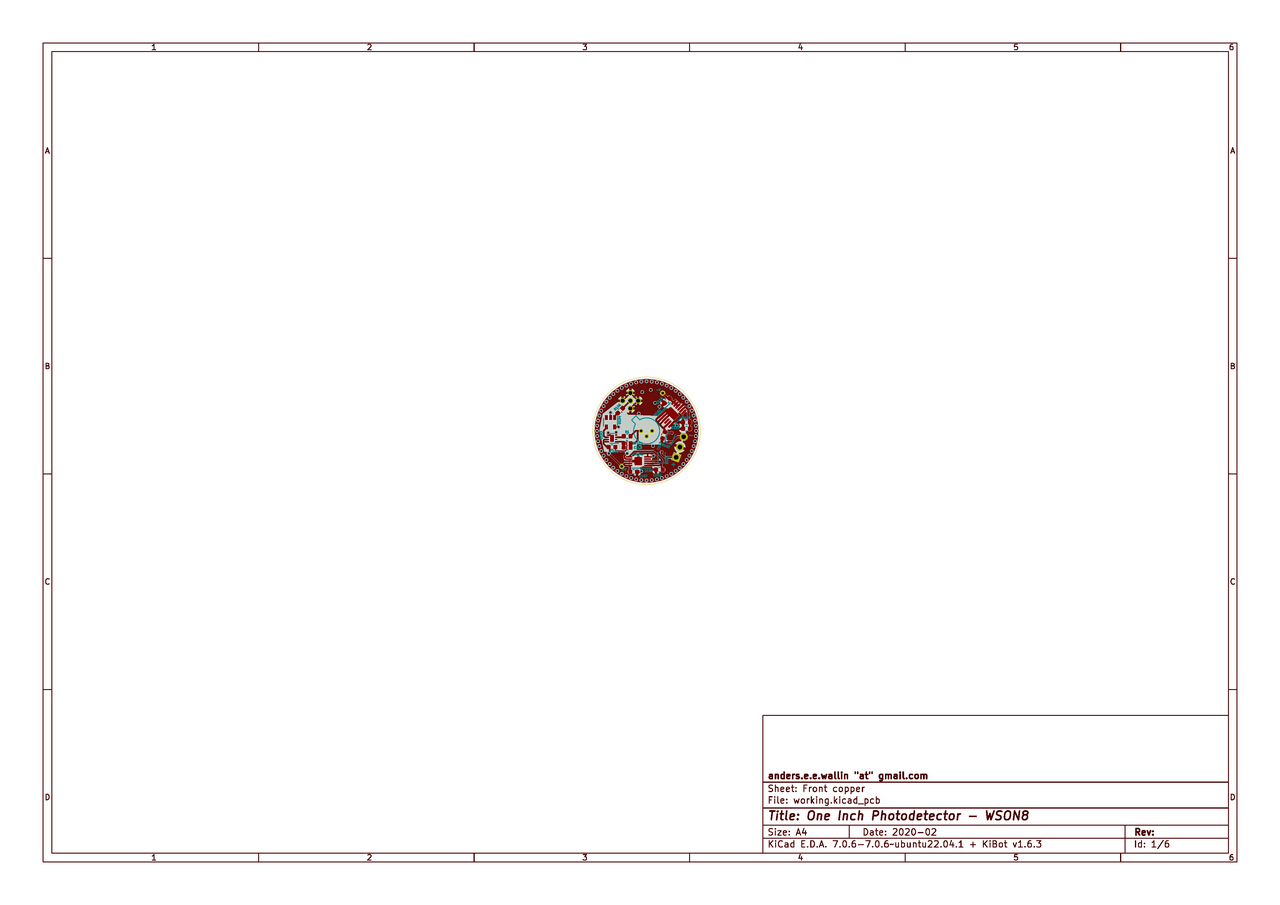 1 2 3 4 5 6
A A
B B
C C
D D
anders.e.e.wallin "at" gmail.com
Sheet: Front copper
File: working.kicad_pcb
Title: One Inch Photodetector - WSON8
Size: A4 Date: 2020-02 Rev:
KiCad E.D.A. 7.0.6-7.0.6~ubuntu22.04.1 + KiBot v1.6.3 Id: 1/6
1 2 3 4 5 6